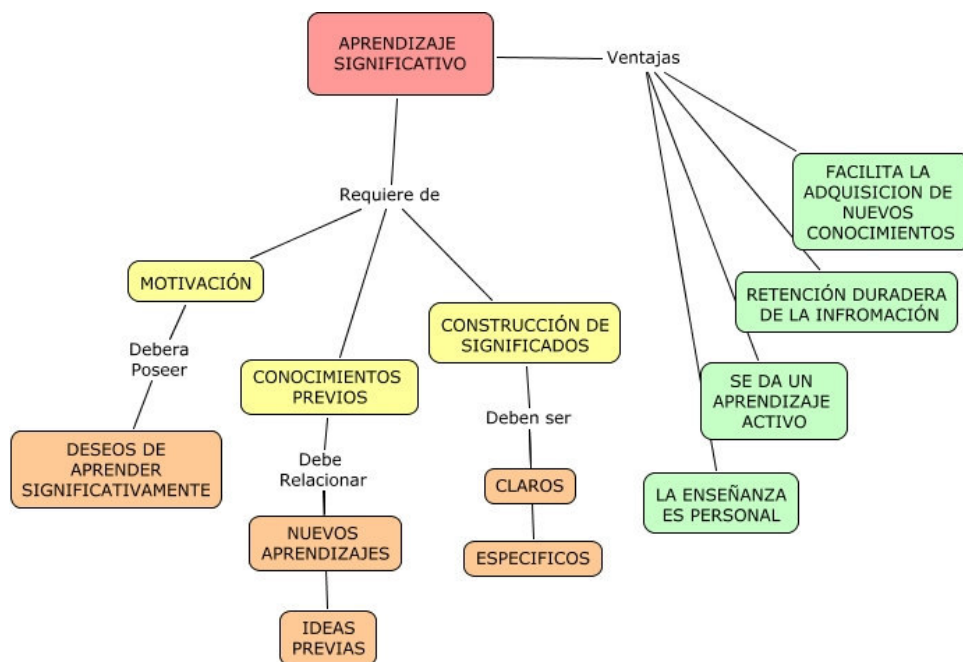 APRENDIZAJE
SIGNIFICATIVO
Ventajas
Requiere de
MOTIVACIÓN
Debera
Poseer
DESEOS DE
APRENDER
SIGNIFICATIVAMENTE
CONOCIMIENTOS
PREVIOS
Debe
Relacionar
NUEVOS
APRENDIZAJES
IDEAS
PREVIAS
CONSTRUCCIÓN DE
SIGNIFICADOS
Deben ser
CLAROS
ESPECIFICOS
FACILITA LA
ADQUISICION DE
NUEVOS
CONOCIMIENTOS
RETENCIÓN DURADERA
DE LA INFROMACIÓN
SE DA UN
APRENDIZAJE
ACTIVO
LA ENSEÑANZA
ES PERSONAL